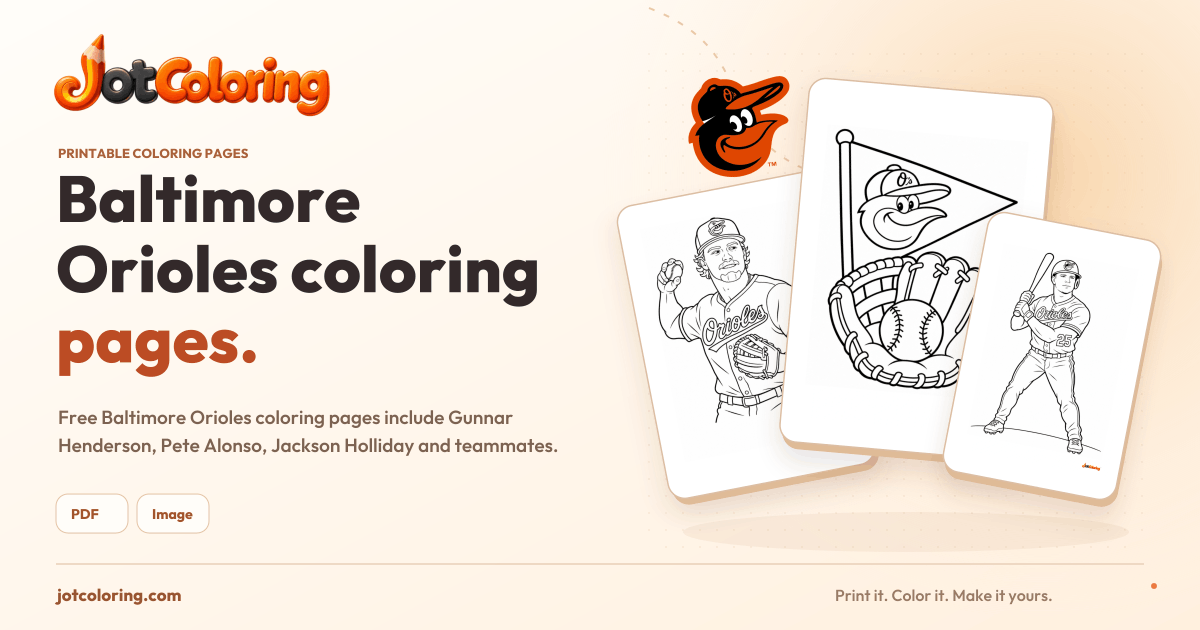 JotColoring
PRINTABLE COLORING PAGES
Baltimore
Orioles coloring
pages.
Free Baltimore Orioles coloring pages include Gunnar
Henderson, Pete Alonso, Jackson Holliday and teammates.
PDF
Image
TM
O's
Orioles
Orioles
25
jotcoloring.com
Print it. Color it. Make it yours.